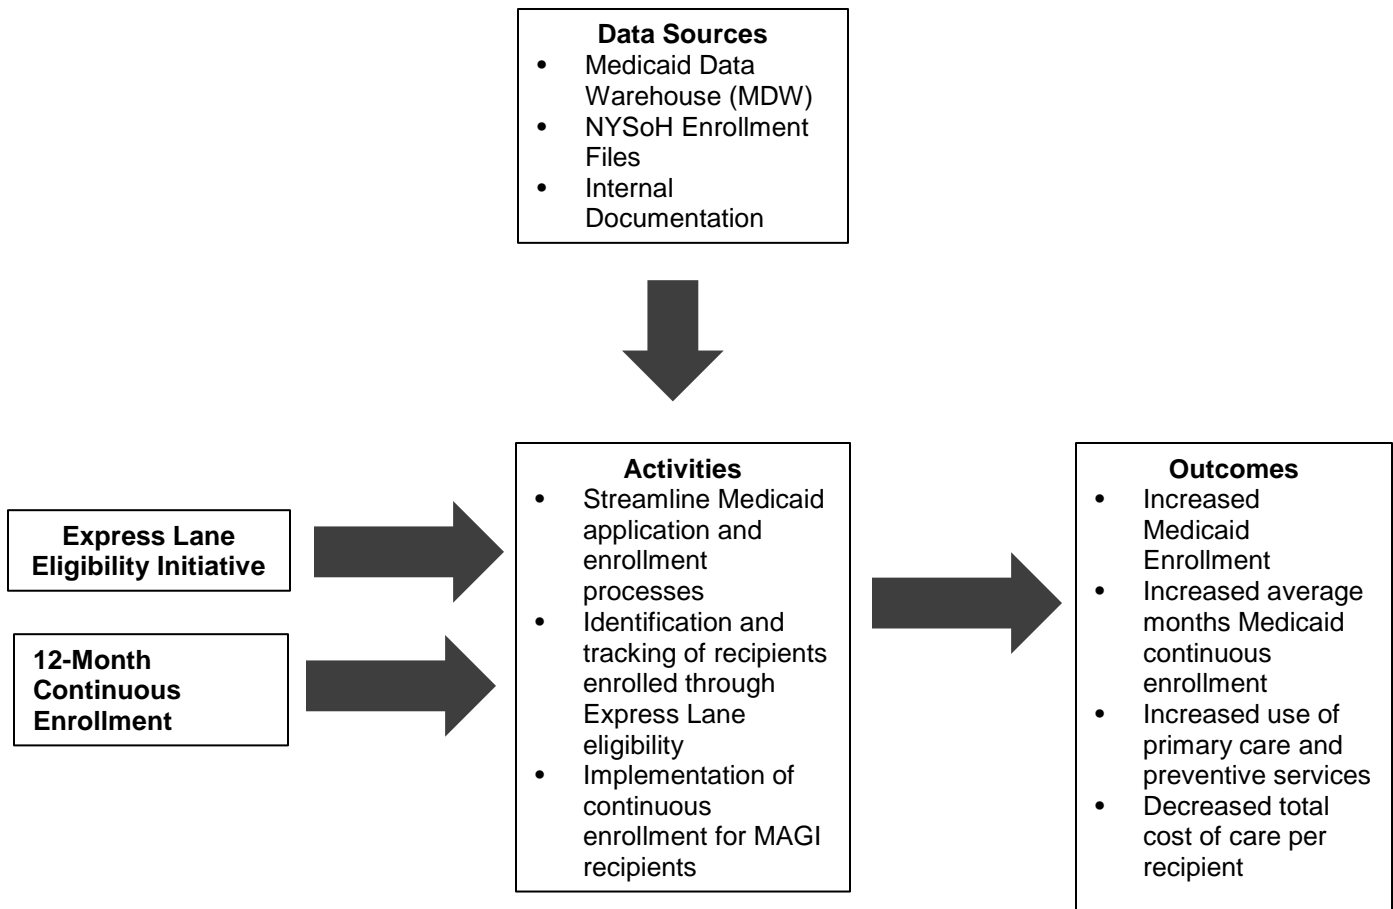 Data Sources
• Medicaid Data
Warehouse (MDW)
• NYSoH Enrollment
Files
• Internal
Documentation
Express Lane
Eligibility Initiative
12-Month
Continuous
Enrollment
Activities
• Streamline Medicaid
application and
enrollment
processes
• Identification and
tracking of recipients
enrolled through
Express Lane
eligibility
• Implementation of
continuous
enrollment for MAGI
recipients
Outcomes
• Increased
Medicaid
Enrollment
• Increased average
months Medicaid
continuous
enrollment
• Increased use of
primary care and
preventive services
• Decreased total
cost of care per
recipient